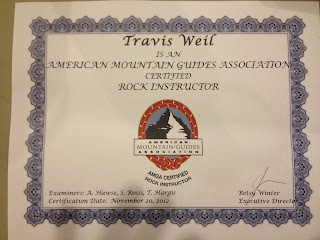 Travis Weil
IS AN
AMERICAN MOUNTAIN GUIDES ASSOCIATION
CERTIFIED
ROCK INSTRUCTOR
AMERICAN
MOUNTAIN GUIDES
ASSOCIATION
AMGA CERTIFIED
ROCK INSTRUCTOR
Examiners: A. Hawse, S. Rossi, T. Hargis
Certification Date: November 20, 2012
Betsy Winter
Executive Director